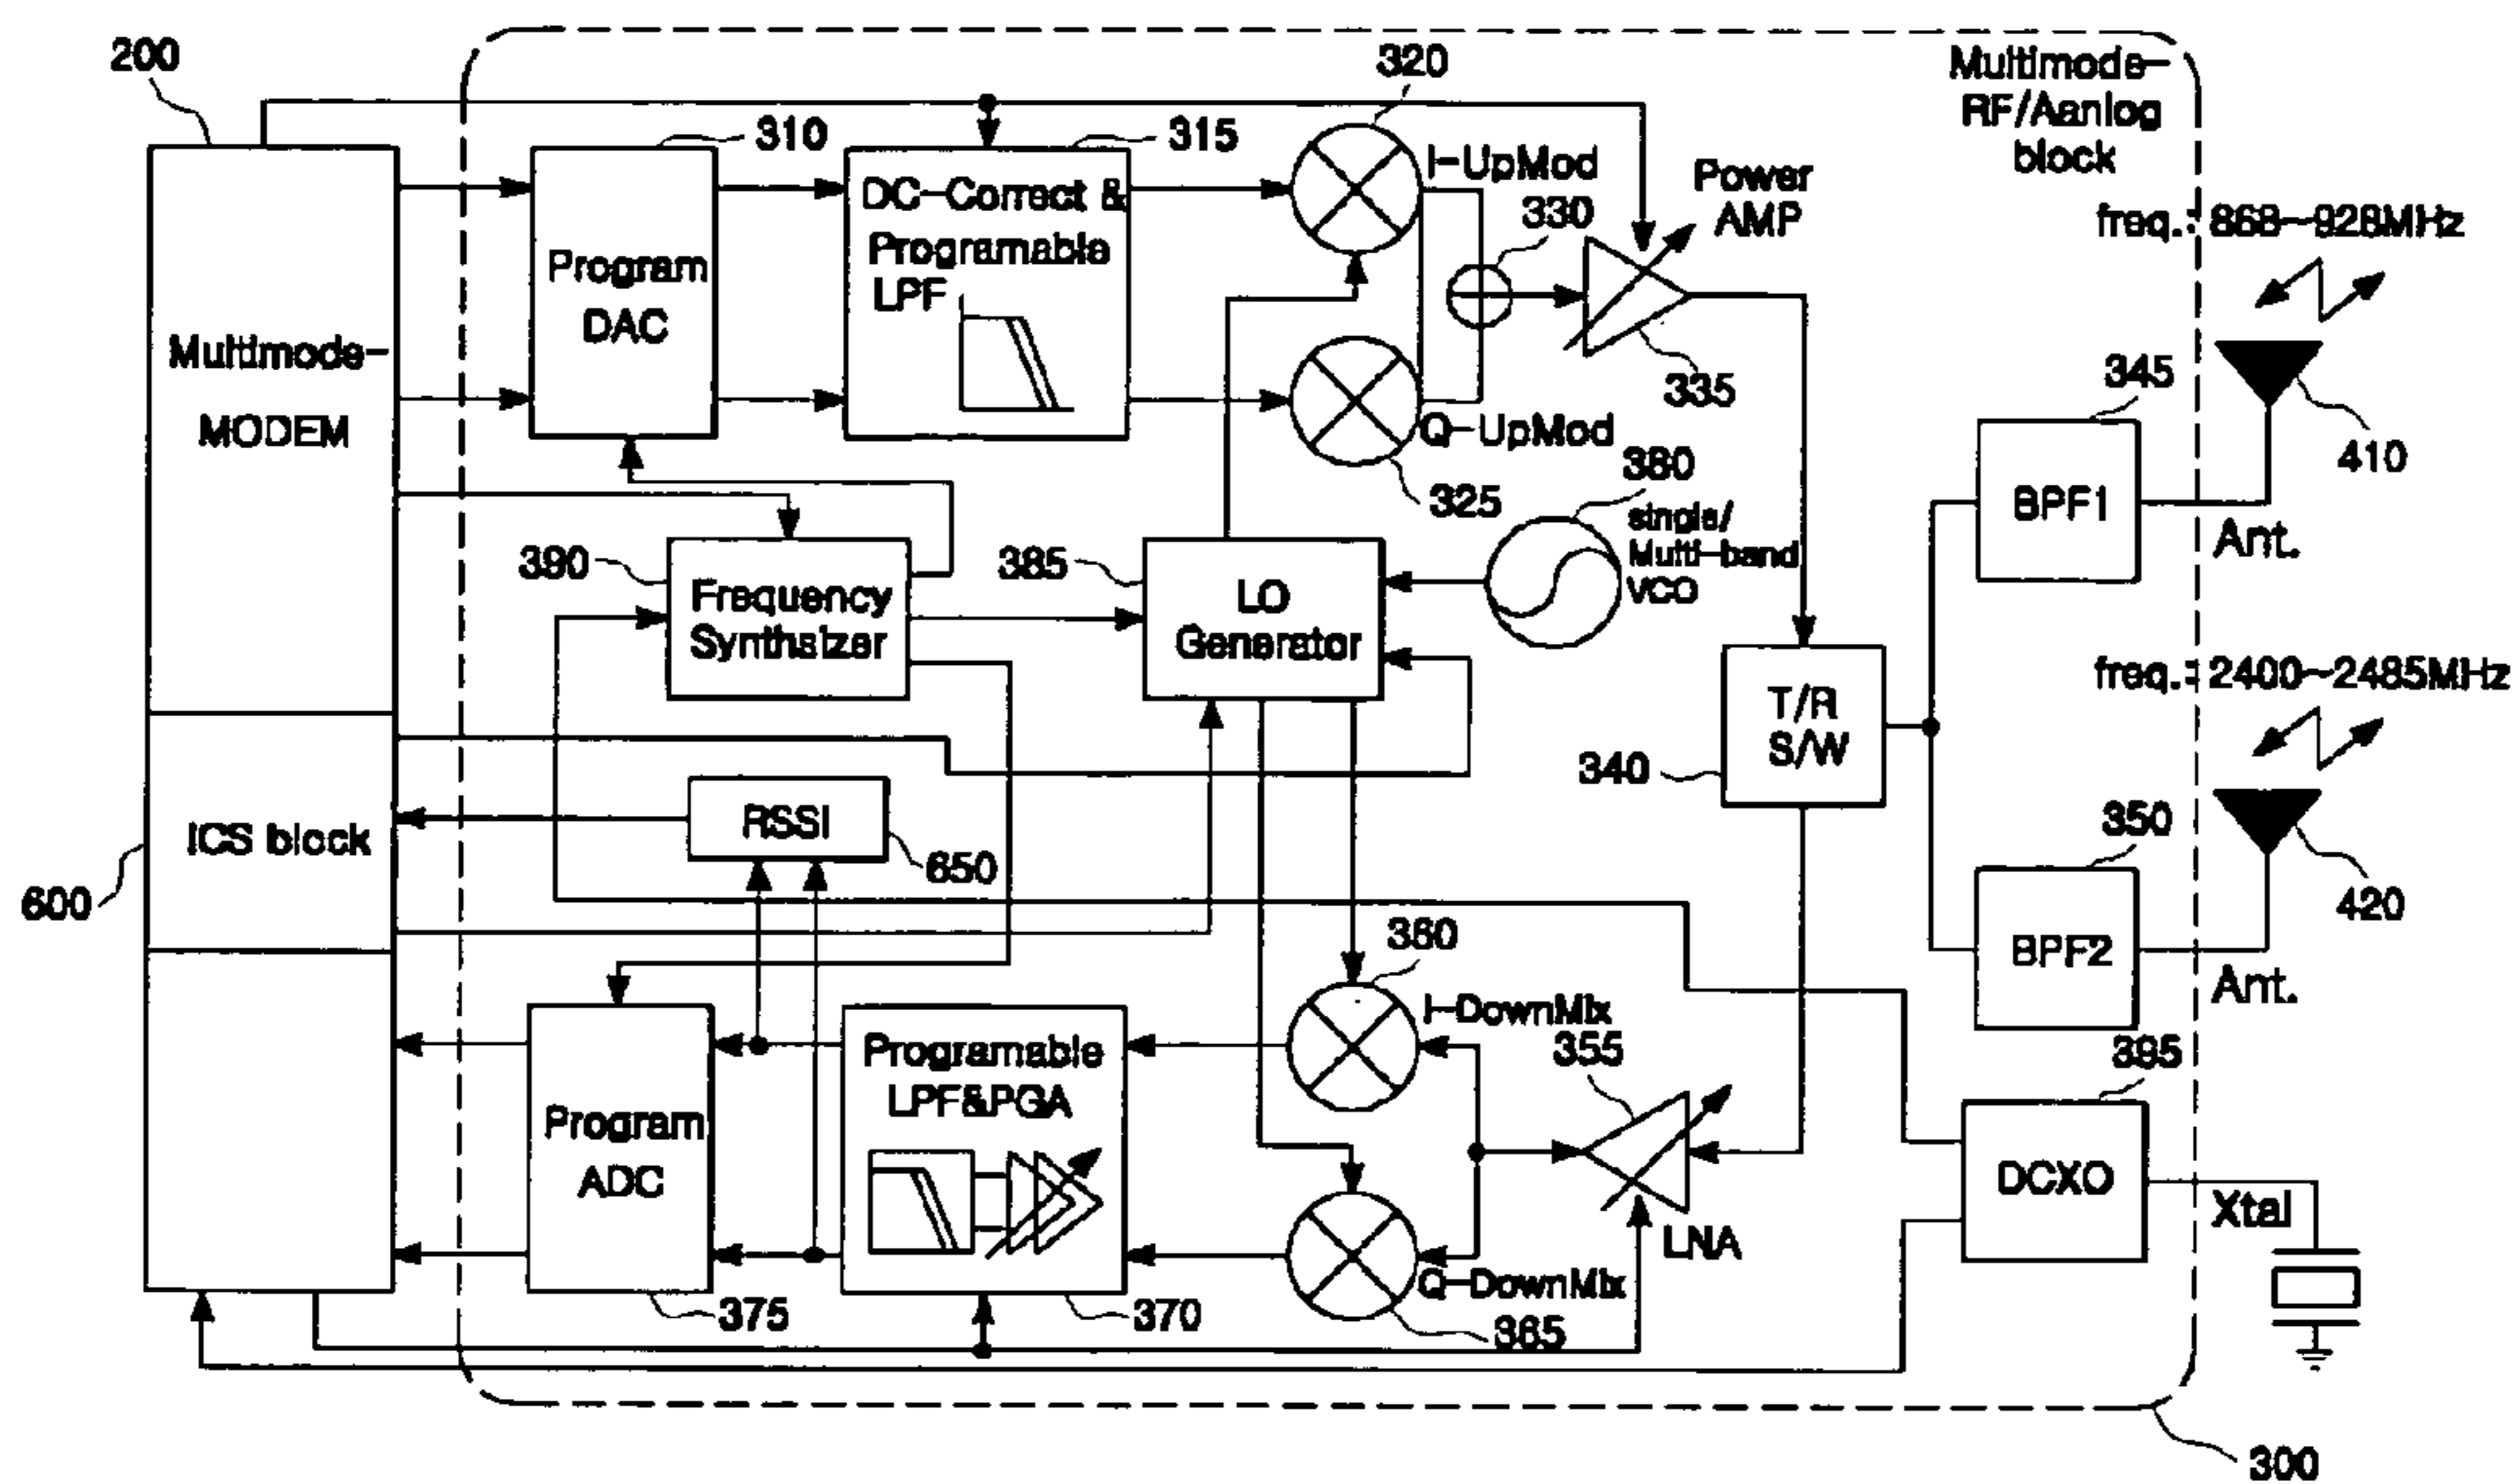 200
320
Multimode-
RF/Aanlog
block
310
315
I-UpMod
330
Power
AMP
freq.: 868~928MHz
DC-Correct &
Programable
LPF
Program
DAC
Multimode-
MODEM
335
345
410
Q-UpMod
325
380
single/
Multi-band
VCO
BPF1
Ant.
390
385
Frequency
Synthsizer
LO
Generator
freq.: 2400~2485MHz
T/R
S/W
340
RSSI
650
ICS block
600
350
420
BPF2
Ant.
360
I-DownMix
355
395
Programable
LPF&PGA
Program
ADC
DCXO
Xtal
LNA
Q-DownMix
365
375
370
300